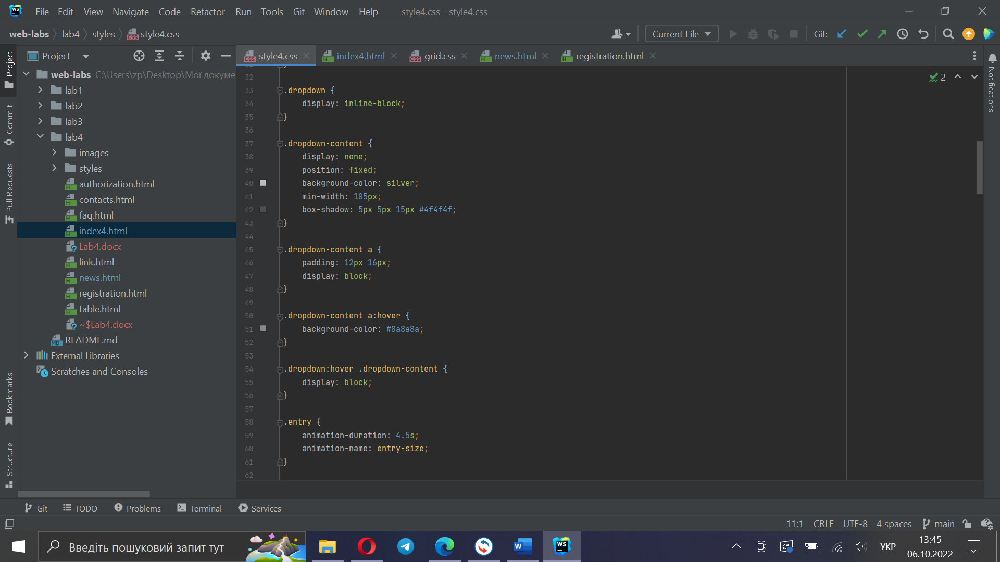 WS File Edit View Navigate Code Refactor Run Tools Git Window Help style4.css - style4.css
web-labs lab4 styles style4.css Current File Git:
Project
style4.css index4.html grid.css news.html registration.html
Project
Commit
Pull Requests
Bookmarks
Structure
Notifications
web-labs C:\Users\zp\Desktop\Мої докуме
lab1
lab2
lab3
lab4
images
styles
authorization.html
contacts.html
faq.html
index4.html
Lab4.docx
link.html
news.html
registration.html
table.html
~$Lab4.docx
README.md
External Libraries
Scratches and Consoles
2
32
33 .dropdown {
34 display: inline-block;
35 }
36
37 .dropdown-content {
38 display: none;
39 position: fixed;
40 background-color: silver;
41 min-width: 105px;
42 box-shadow: 5px 5px 15px #4f4f4f;
43 }
44
45 .dropdown-content a {
46 padding: 12px 16px;
47 display: block;
48 }
49
50 .dropdown-content a:hover {
51 background-color: #8a8a8a;
52 }
53
54 .dropdown:hover .dropdown-content {
55 display: block;
56 }
57
58 .entry {
59 animation-duration: 4.5s;
60 animation-name: entry-size;
61 }
62
Git TODO Problems Terminal Services
11:1 CRLF UTF-8 4 spaces main
Введіть пошуковий запит тут
УКР
13:45
06.10.2022